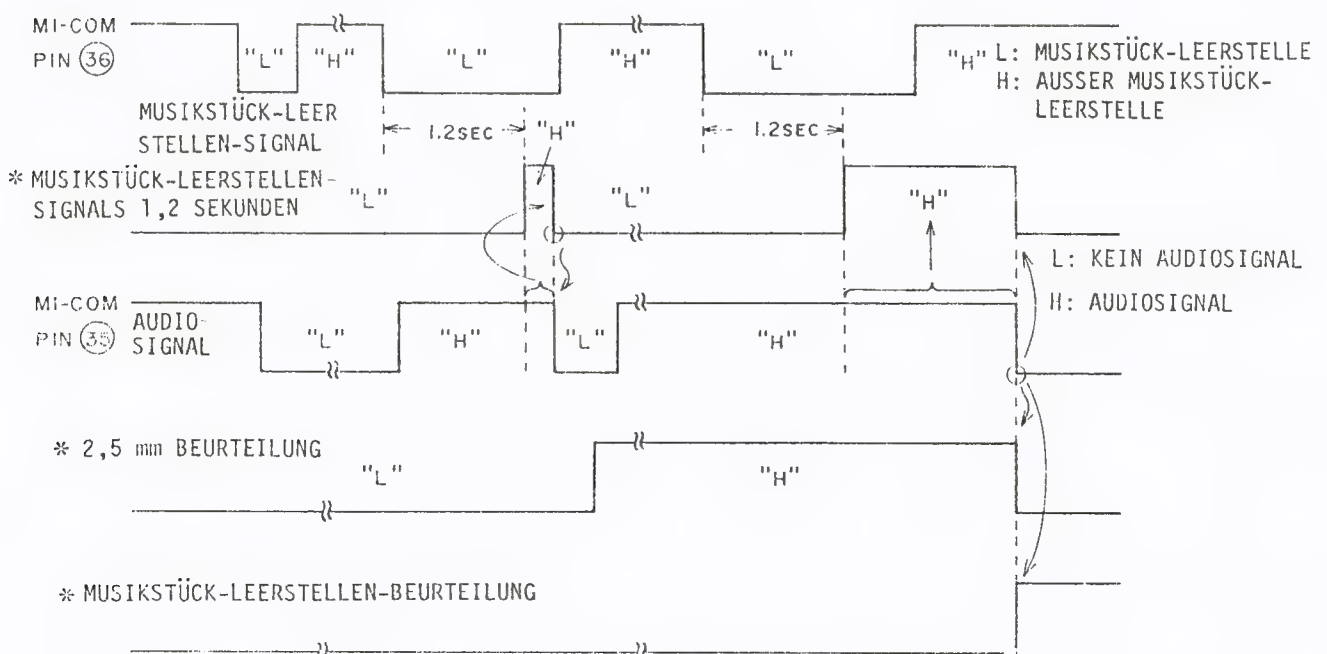 MI-COM
PIN 36
"L" "H" "L" "H" "L" "H"
L: MUSIKSTÜCK-LEERSTELLE
H: AUSSER MUSIKSTÜCK-
LEERSTELLE
MUSIKSTÜCK-LEER
STELLEN-SIGNAL
1.2SEC "H" 1.2SEC
* MUSIKSTÜCK-LEERSTELLEN-
SIGNALS 1,2 SEKUNDEN
"L" "L" "H"
L: KEIN AUDIOSIGNAL
H: AUDIOSIGNAL
MI-COM
PIN 35
AUDIO-
SIGNAL
"L" "H" "L" "H"
* 2,5 mm BEURTEILUNG
"L" "H"
* MUSIKSTÜCK-LEERSTELLEN-BEURTEILUNG